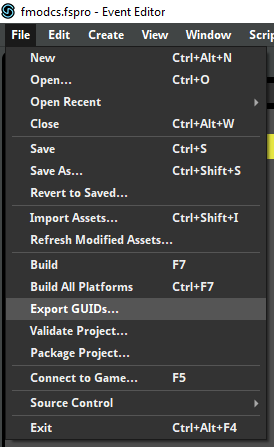 fmodcs.fspro - Event Editor
File Edit Create View Window Scri
New Ctrl+Alt+N
Open... Ctrl+O
Open Recent
Close Ctrl+Alt+W
Save Ctrl+S
Save As... Ctrl+Shift+S
Revert to Saved...
Import Assets... Ctrl+Shift+I
Refresh Modified Assets...
Build F7
Build All Platforms Ctrl+F7
Export GUIDs...
Validate Project...
Package Project...
Connect to Game... F5
Source Control
Exit Ctrl+Alt+F4